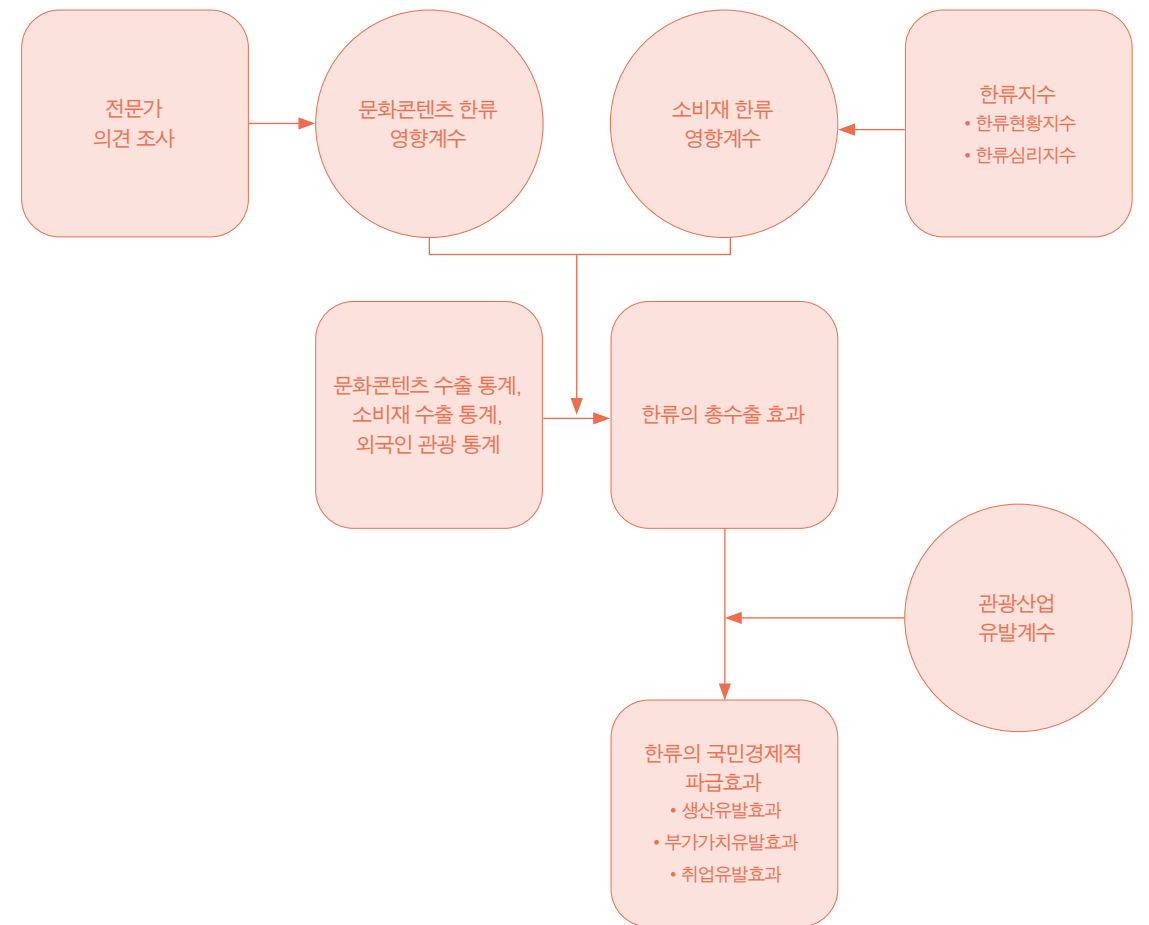 전문가
의견 조사
문화콘텐츠 한류
영향계수
소비재 한류
영향계수
한류지수
• 한류현황지수
• 한류심리지수
문화콘텐츠 수출 통계,
소비재 수출 통계,
외국인 관광 통계
한류의 총수출 효과
관광산업
유발계수
한류의 국민경제적
파급효과
• 생산유발효과
• 부가가치유발효과
• 취업유발효과